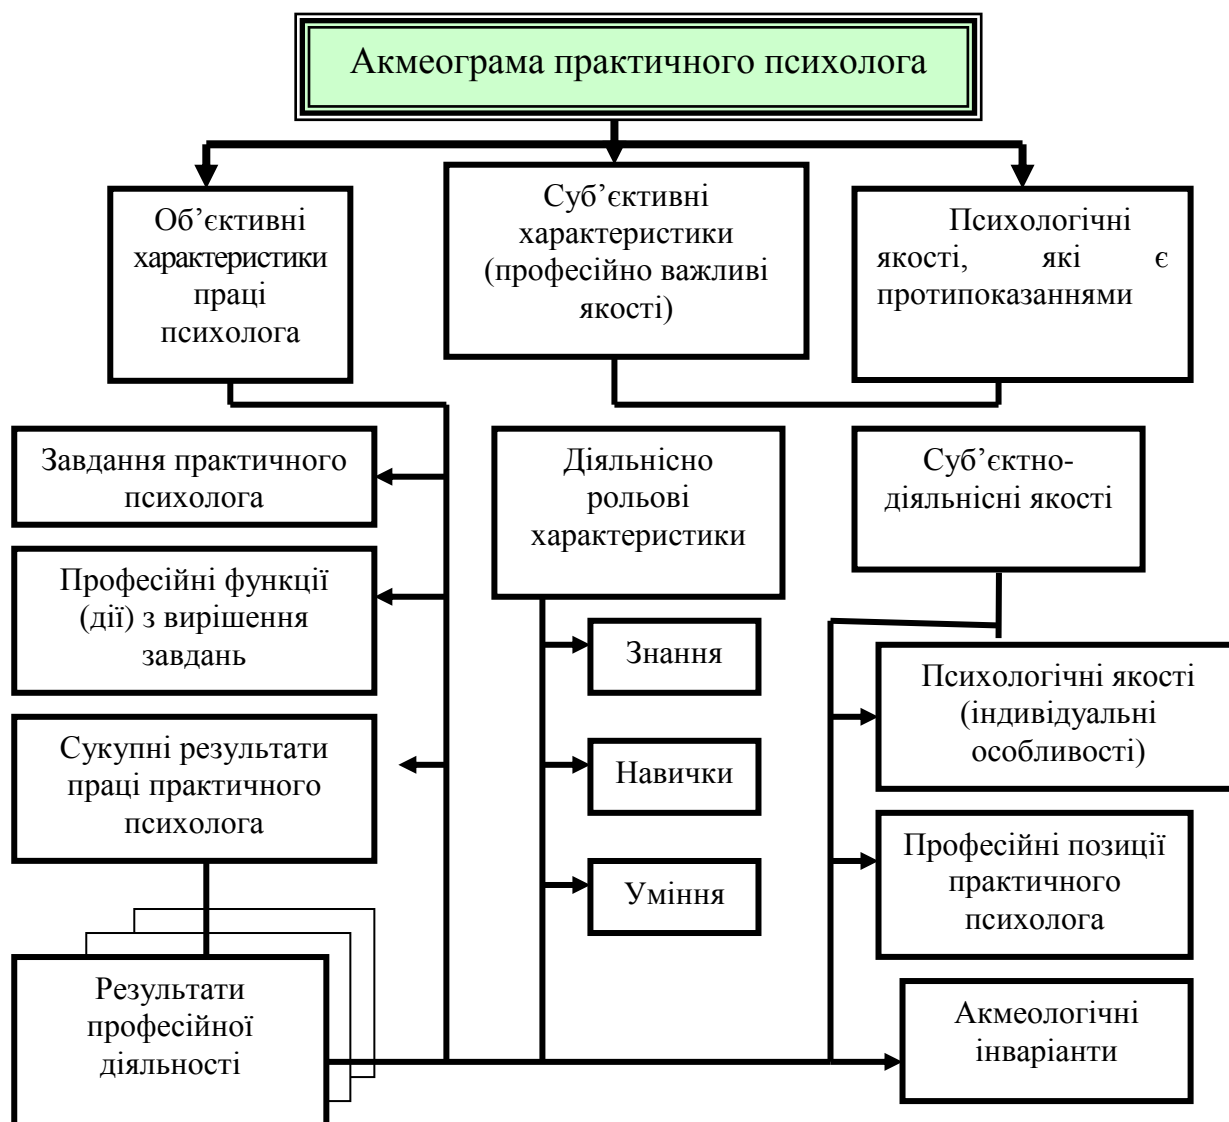 Акмеограма практичного психолога
Об’єктивні
характеристики
праці
психолога
Суб’єктивні
характеристики
(професійно важливі
якості)
Психологічні
якості, які є
протипоказаннями
Завдання практичного
психолога
Професійні функції
(дії) з вирішення
завдань
Сукупні результати
праці практичного
психолога
Результати
професійної
діяльності
Діяльнісно
рольові
характеристики
Знання
Навички
Уміння
Суб’єктно-
діяльнісні якості
Психологічні якості
(індивідуальні
особливості)
Професійні позиції
практичного
психолога
Акмеологічні
інваріанти